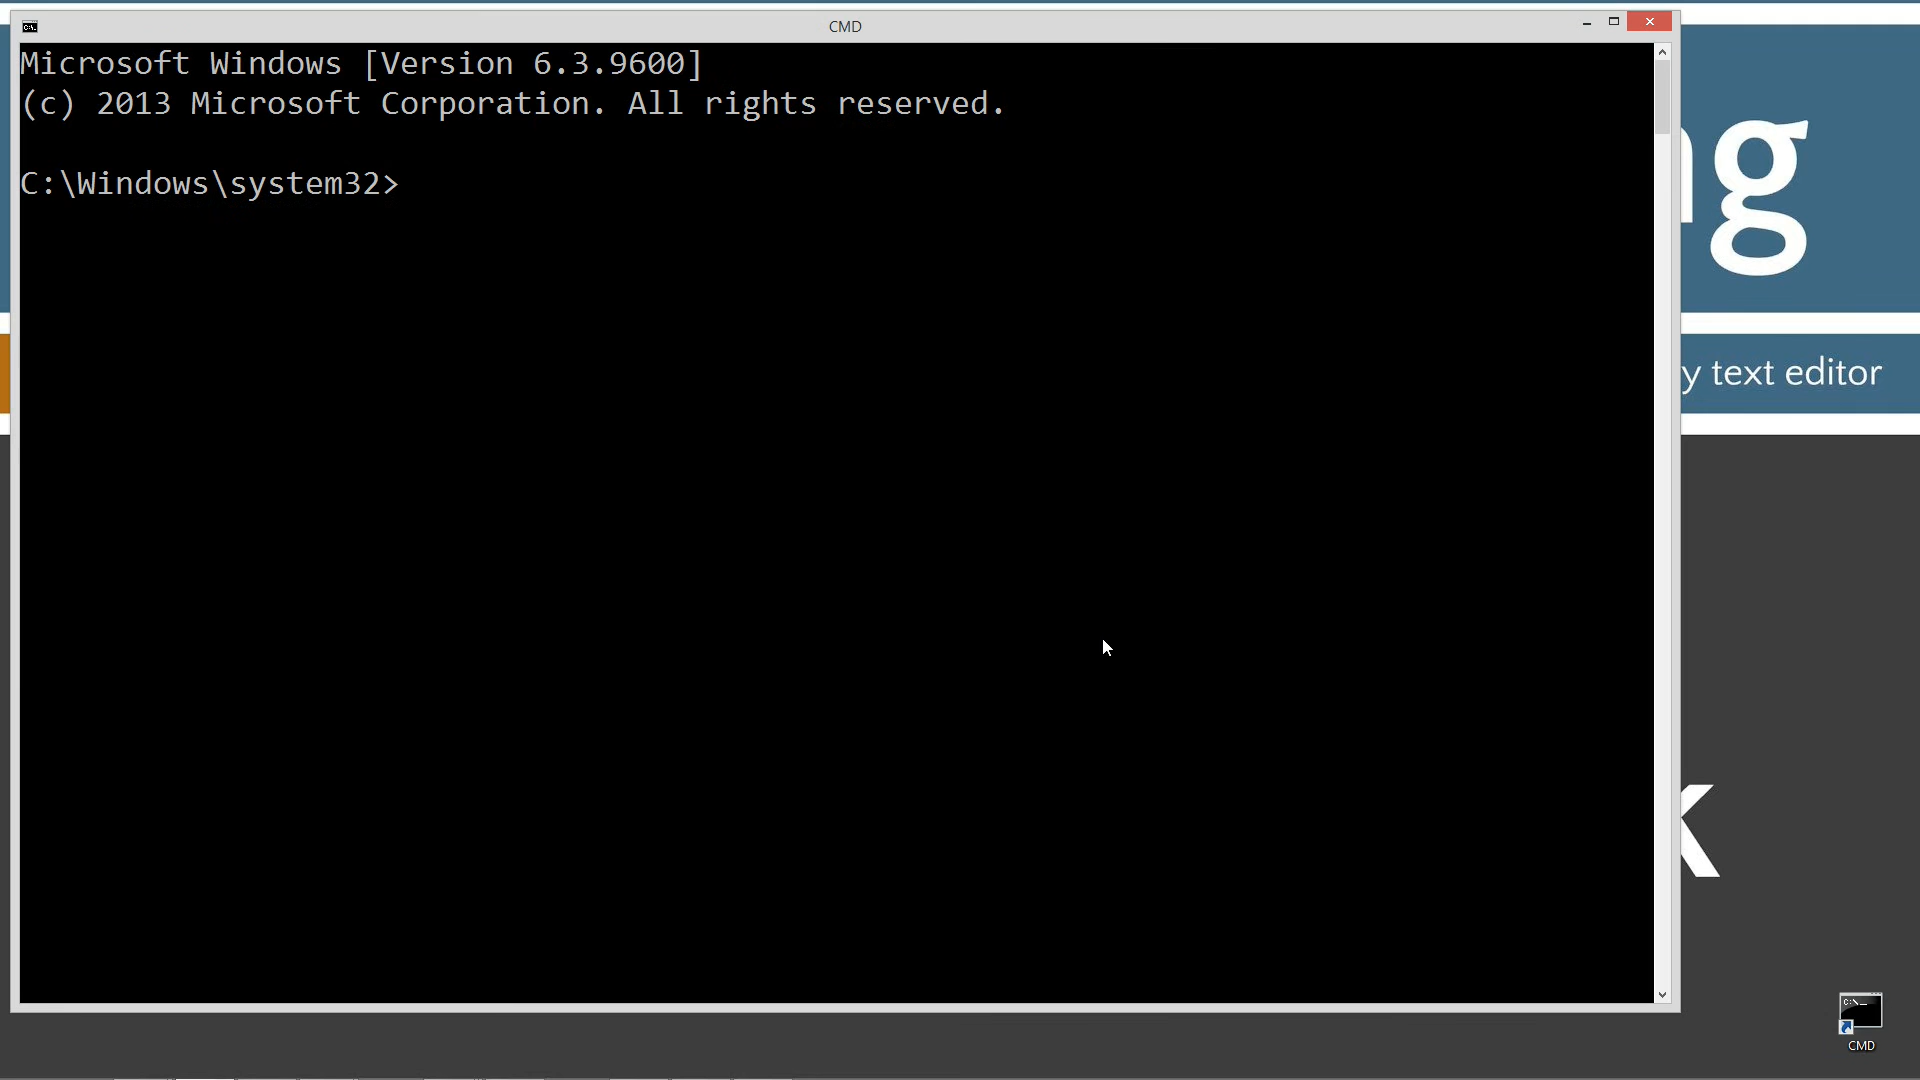 CMD
Microsoft Windows [Version 6.3.9600]
(c) 2013 Microsoft Corporation. All rights reserved.
C:\Windows\system32>
g
y text editor
k
C:\_
CMD